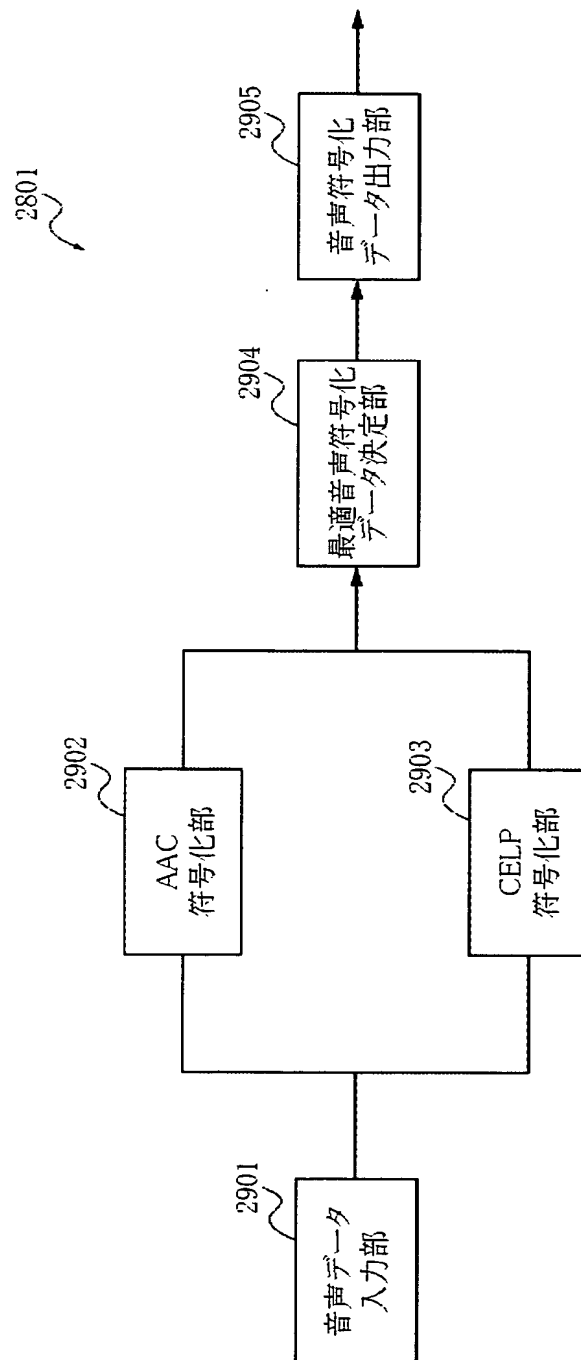 2801
2901
音声データ
入力部
2902
AAC
符号化部
2903
CELP
符号化部
2904
最適音声符号化
データ決定部
2905
音声符号化
データ出力部